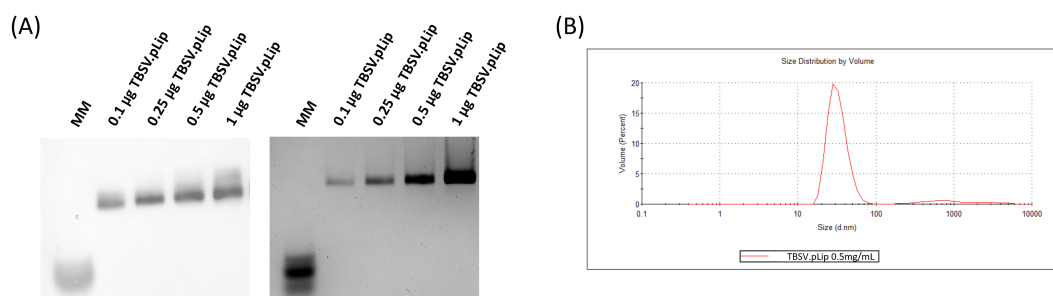 (A)
MM
0.1 µg TBSV.pLip
0.25 µg TBSV.pLip
0.5 µg TBSV.pLip
1 µg TBSV.pLip
MM
0.1 µg TBSV.pLip
0.25 µg TBSV.pLip
0.5 µg TBSV.pLip
1 µg TBSV.pLip
(B)
Size Distribution by Volume
Volume (Percent)
20
15
10
5
0
0.1
1
10
100
1000
10000
Size (d.nm)
TBSV.pLip 0.5mg/mL